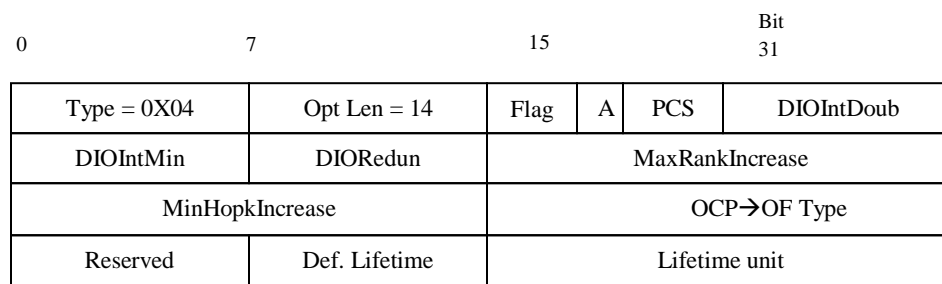 Bit
0 7 15 31
Type = 0X04 Opt Len = 14 Flag A PCS DIOIntDoub
DIOIntMin DIORedun MaxRankIncrease
MinHopkIncrease OCP→OF Type
Reserved Def. Lifetime Lifetime unit